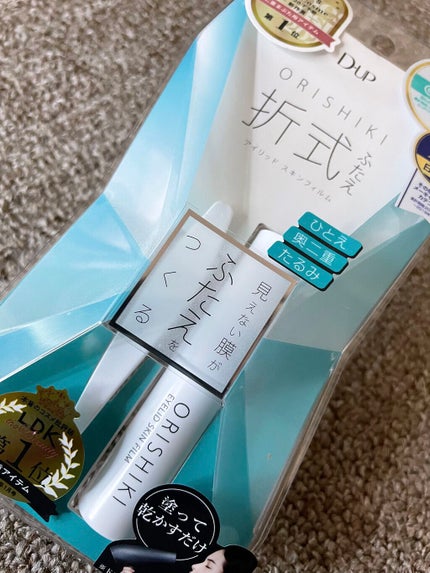 第1位
D-UP
ORISHIKI
折式
ふたえ
アイリッド スキンフィルム
ひとえ
奥二重
たるみ
見えない膜が
ふたえを
つくる
ORISHIKI
EYELID SKIN FILM
LDK
第1位
塗って
乾かすだけ